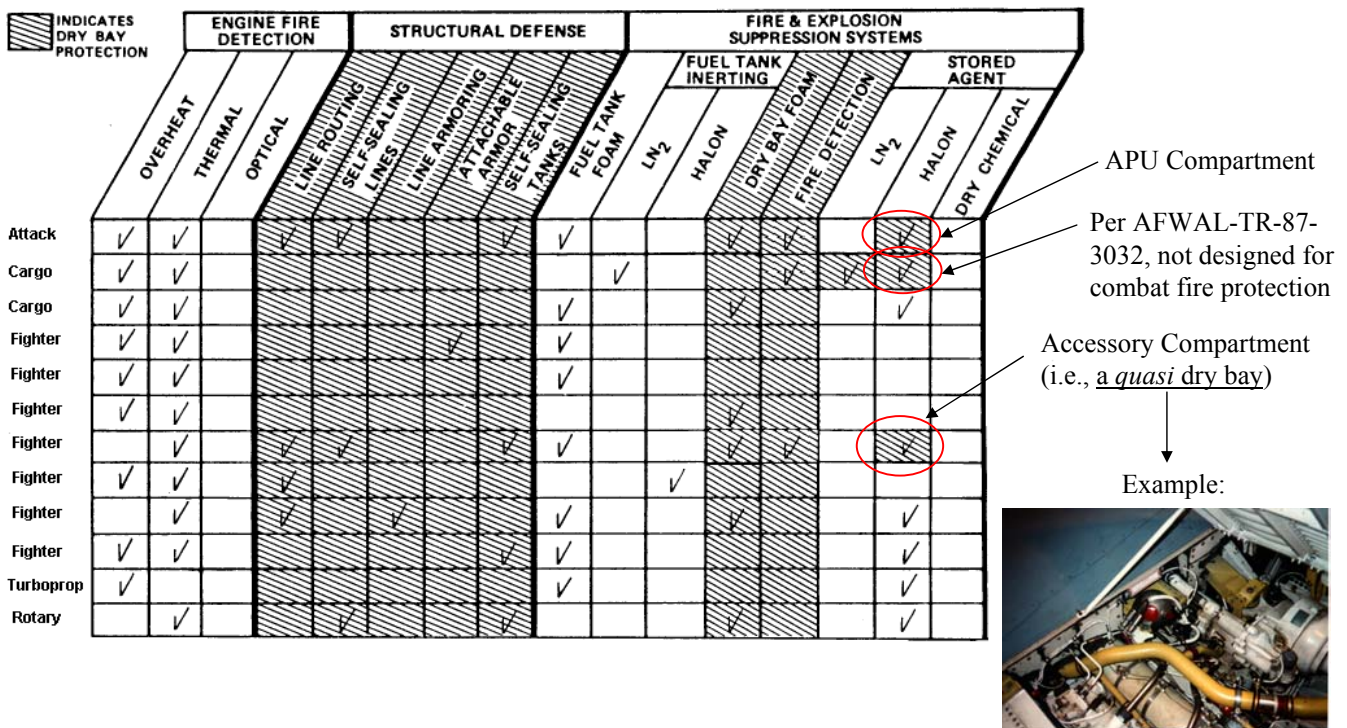 INDICATES
DRY BAY
PROTECTION
ENGINE FIRE
DETECTION
STRUCTURAL DEFENSE
FIRE & EXPLOSION
SUPPRESSION SYSTEMS
FUEL TANK
INERTING
STORED
AGENT
OVERHEAT
THERMAL
OPTICAL
LINE ROUTING
SELF-SEALING
LINES
LINE ARMORING
ATTACHABLE
ARMOR
SELF-SEALING
TANKS
FUEL TANK
FOAM
LN2
HALON
DRY BAY FOAM
FIRE DETECTION
LN2
HALON
DRY CHEMICAL
Attack
Cargo
Cargo
Fighter
Fighter
Fighter
Fighter
Fighter
Fighter
Fighter
Turboprop
Rotary
APU Compartment
Per AFWAL-TR-87-
3032, not designed for
combat fire protection
Accessory Compartment
(i.e., a quasi dry bay)
Example: